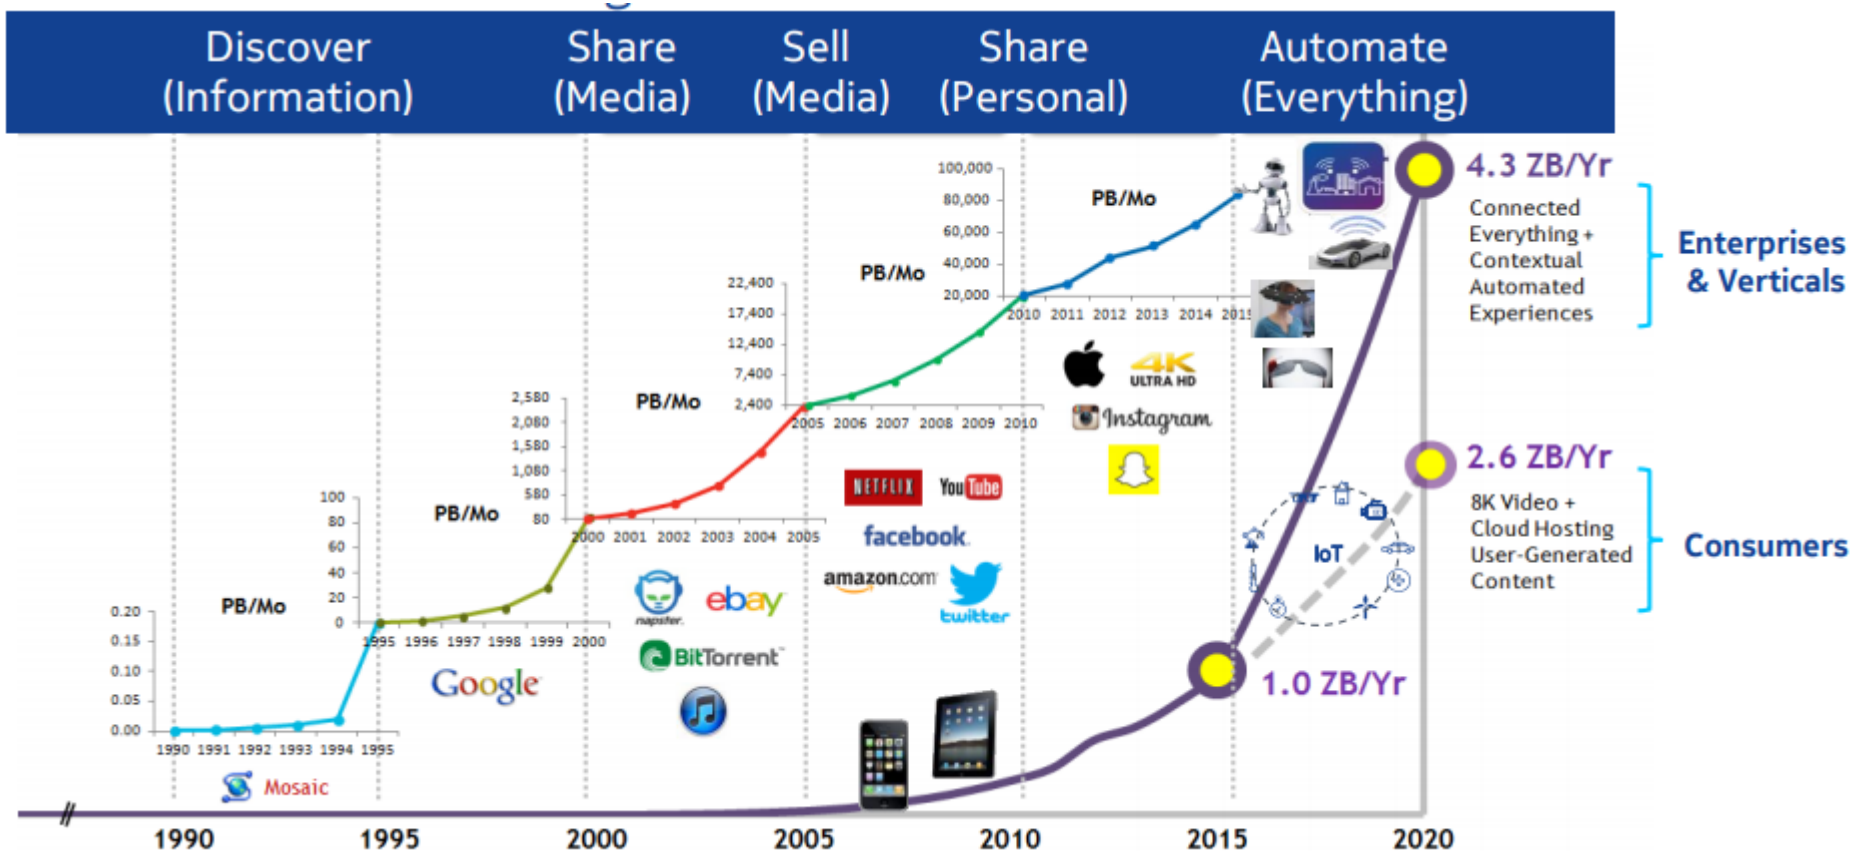 Discover
(Information)
Share
(Media)
Sell
(Media)
Share
(Personal)
Automate
(Everything)
4.3 ZB/Yr
Connected
Everything +
Contextual
Automated
Experiences
Enterprises
& Verticals
100,000
80,000
60,000
40,000
20,000
PB/Mo
2010 2011 2012 2013 2014 2015
22,400
17,400
12,400
7,400
2,400
PB/Mo
2005 2006 2007 2008 2009 2010
2,580
2,080
1,580
1,080
580
80
PB/Mo
2000 2001 2002 2003 2004 2005
100
80
60
40
20
0
PB/Mo
1995 1996 1997 1998 1999 2000
0.20
0.15
0.10
0.05
0.00
PB/Mo
1990 1991 1992 1993 1994 1995
4K
ULTRA HD
Instagram
NETFLIX
YouTube
facebook
amazon.com
twitter
napster.
ebay
BitTorrent
Google
Mosaic
IoT
2.6 ZB/Yr
8K Video +
Cloud Hosting
User-Generated
Content
Consumers
1.0 ZB/Yr
1990 1995 2000 2005 2010 2015 2020